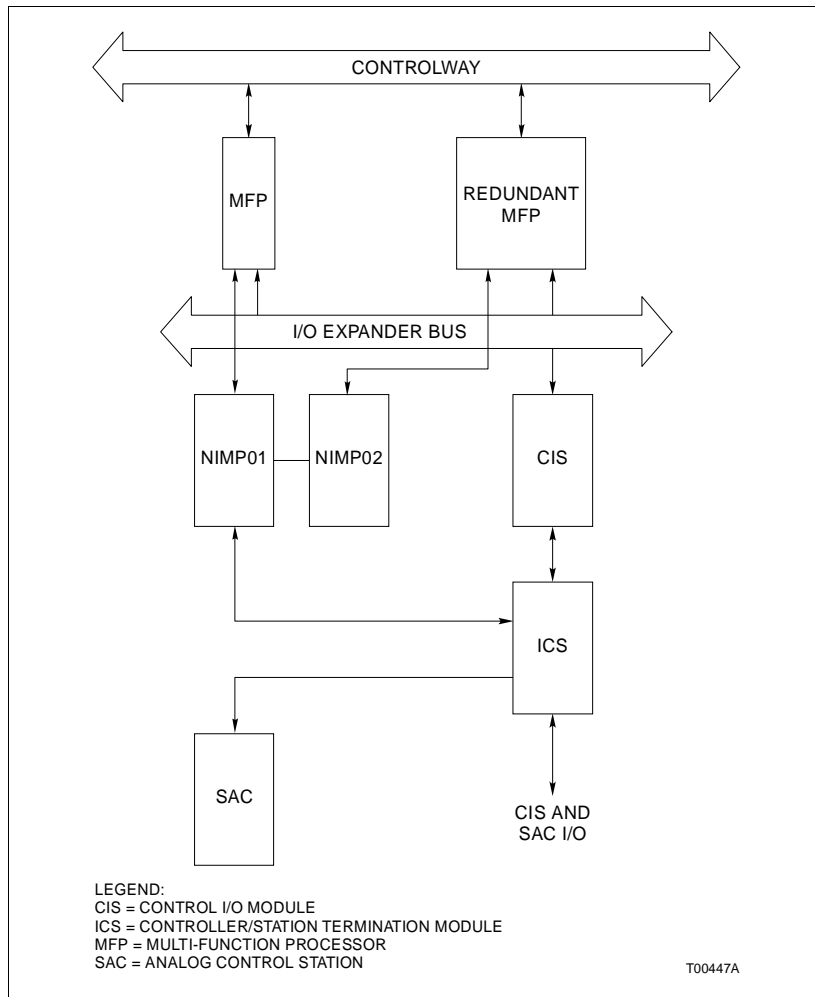 CONTROLWAY
MFP
REDUNDANT
MFP
I/O EXPANDER BUS
NIMP01
NIMP02
CIS
ICS
SAC
CIS AND
SAC I/O
LEGEND:
CIS = CONTROL I/O MODULE
ICS = CONTROLLER/STATION TERMINATION MODULE
MFP = MULTI-FUNCTION PROCESSOR
SAC = ANALOG CONTROL STATION
T00447A